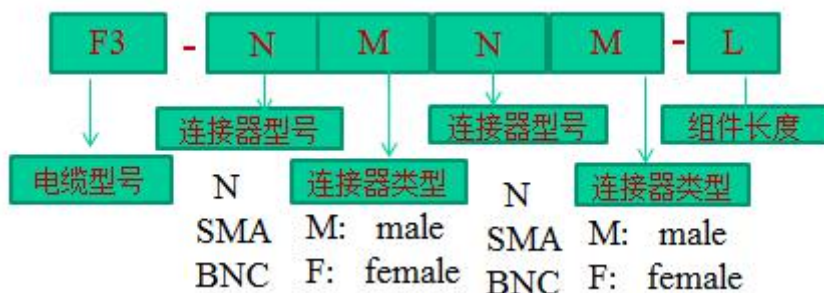 F3 - N M N M - L
连接器型号 连接器型号 组件长度
电缆型号 N 连接器类型 N 连接器类型
SMA M: male SMA M: male
BNC F: female BNC F: female